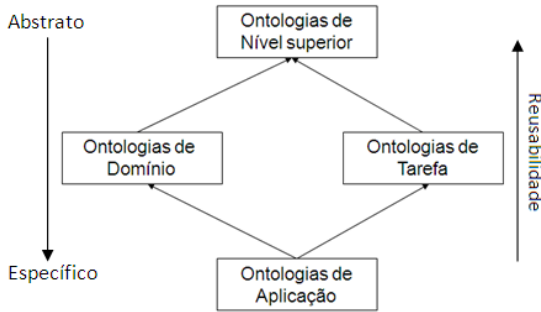 Abstrato
Ontologias de
Nível superior
Ontologias de
Domínio
Ontologias de
Tarefa
Reusabilidade
Específico
Ontologias de
Aplicação